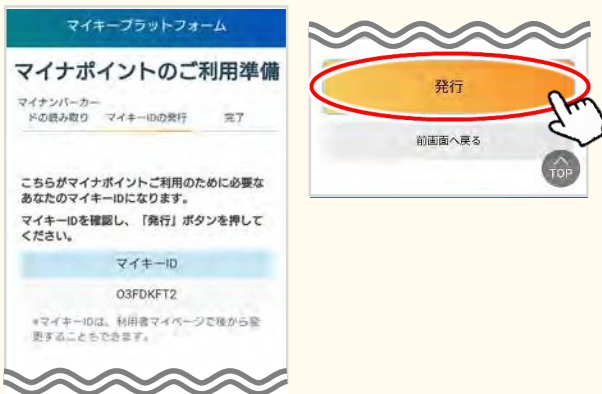 マイキープラットフォーム
マイナポイントのご利用準備
マイナンバーカー
ドの読み取り マイキーIDの発行 完了
こちらがマイナポイントご利用のために必要な
あなたのマイキーIDになります。
マイキーIDを確認し、「発行」ボタンを押して
ください。
マイキーID
O3FDKFT2
*マイキーIDは、利用者マイページで後から変
更することもできます。
発行
前画面へ戻る
TOP